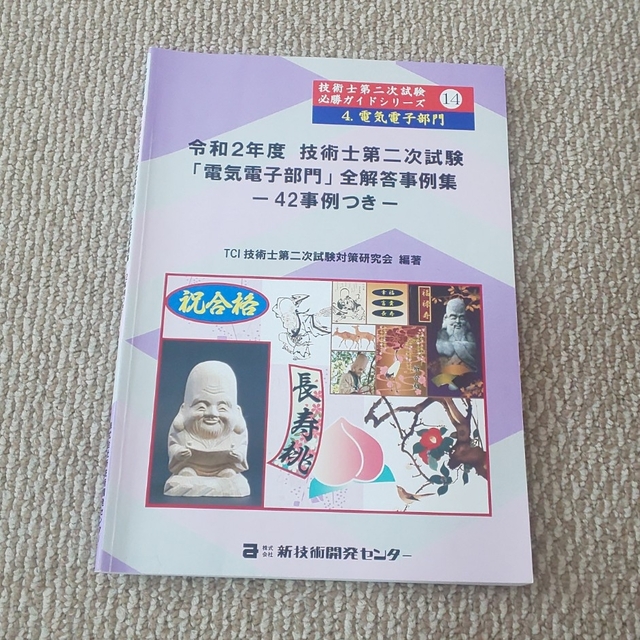 技術士第二次試験
必勝ガイドシリーズ
14
4. 電気電子部門
令和2年度 技術士第二次試験
「電気電子部門」全解答事例集
－42事例つき－
TCI 技術士第二次試験対策研究会 編著
祝合格
福禄寿
長寿桃
株式会社 新技術開発センター